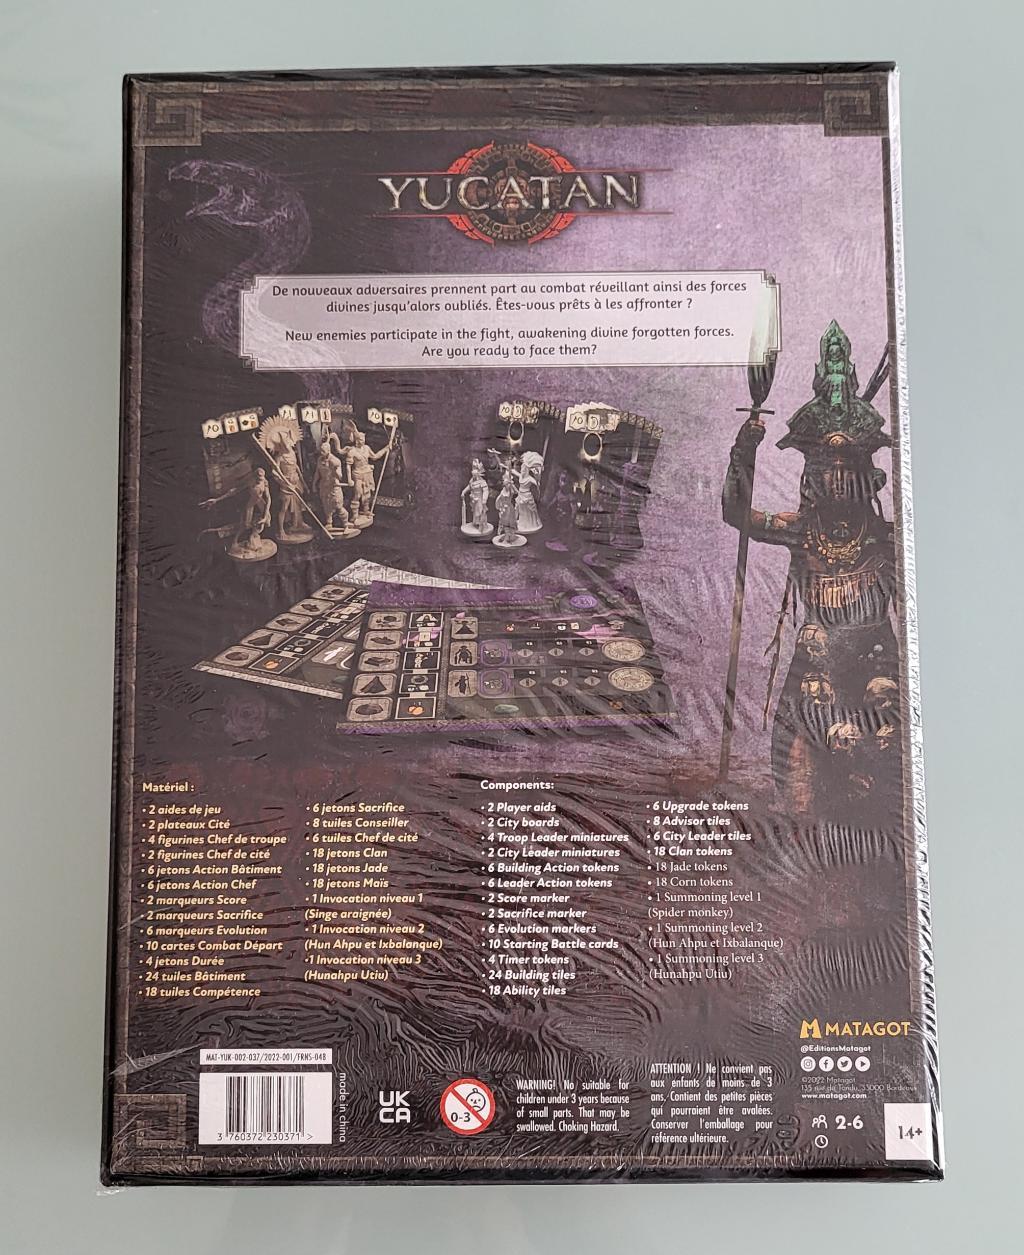 YUCATAN
De nouveaux adversaires prennent part au combat réveillant ainsi des forces
divines jusqu'alors oubliés. Êtes-vous prêts à les affronter ?
New enemies participate in the fight, awakening divine forgotten forces.
Are you ready to face them?
Matériel :
• 2 aides de jeu
• 2 plateaux Cité
• 4 figurines Chef de troupe
• 2 figurines Chef de cité
• 6 jetons Action Bâtiment
• 6 jetons Action Chef
• 2 marqueurs Score
• 2 marqueurs Sacrifice
• 6 marqueurs Evolution
• 10 cartes Combat Départ
• 4 jetons Durée
• 24 tuiles Bâtiment
• 18 tuiles Compétence
• 6 jetons Sacrifice
• 8 tuiles Conseiller
• 6 tuiles Chef de cité
• 18 jetons Clan
• 18 jetons Jade
• 18 jetons Maïs
• 1 Invocation niveau 1
(Singe araignée)
• 1 Invocation niveau 2
(Hun Ahpu et Ixbalanque)
•1 Invocation niveau 3
(Hunahpu Utiu)
Components:
• 2 Player aids
• 2 City boards
• 4 Troop Leader miniatures
• 2 City Leader miniatures
• 6 Building Action tokens
• 6 Leader Action tokens
• 2 Score marker
• 2 Sacrifice marker
• 6 Evolution markers
• 10 Starting Battle cards
• 4 Timer tokens
• 24 Building tiles
• 18 Ability tiles
• 6 Upgrade tokens
• 8 Advisor tiles
• 6 City Leader tiles
• 18 Clan tokens
• 18 Jade tokens
• 18 Corn tokens
• 1 Summoning level 1
(Spider monkey)
• 1 Summoning level 2
(Hun Ahpu et Ixbalanque)
• 1 Summoning level 3
(Hunahpu Utiu)
MATAGOT
@EditionsMatagot
©2022 Matagot
135 rue du Tondu, 33000 Bordeaux
www.matagot.com
2-6
14+
MAT-YUK-002-037/2022-001/FRNS-048
3 760372 230371 >
made in china
UK
CA
0-3
WARNING! No suitable for
children under 3 years because
of small parts. That may be
swallowed. Choking Hazard.
ATTENTION ! Ne convient pas
aux enfants de moins de 3
ans. Contient des petites pièces
qui pourraient être avalées.
Conserver l'emballage pour
référence ultérieure.